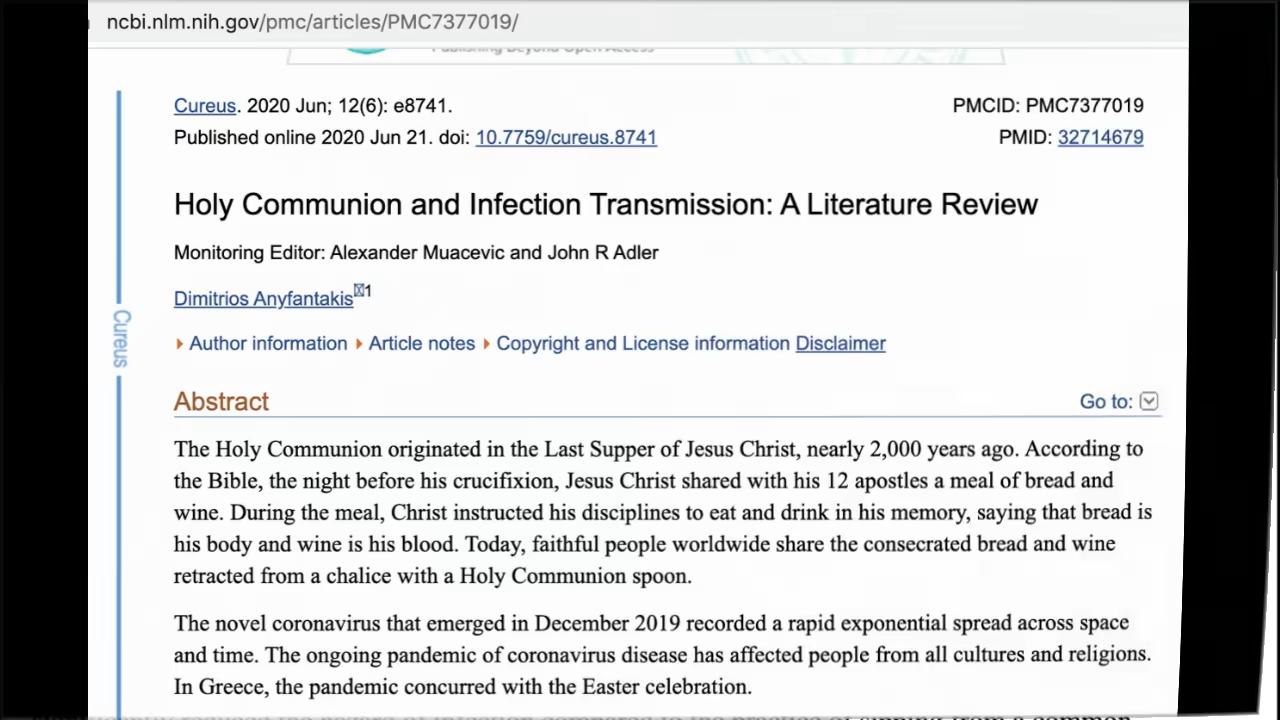 ncbi.nlm.nih.gov/pmc/articles/PMC7377019/
Publishing Beyond Open Access
Cureus. 2020 Jun; 12(6): e8741. PMCID: PMC7377019
Published online 2020 Jun 21. doi: 10.7759/cureus.8741 PMID: 32714679
Holy Communion and Infection Transmission: A Literature Review
Monitoring Editor: Alexander Muacevic and John R Adler
Dimitrios Anyfantakis✉1
Author information Article notes Copyright and License information Disclaimer
Cureus
Abstract Go to:
The Holy Communion originated in the Last Supper of Jesus Christ, nearly 2,000 years ago. According to
the Bible, the night before his crucifixion, Jesus Christ shared with his 12 apostles a meal of bread and
wine. During the meal, Christ instructed his disciplines to eat and drink in his memory, saying that bread is
his body and wine is his blood. Today, faithful people worldwide share the consecrated bread and wine
retracted from a chalice with a Holy Communion spoon.
The novel coronavirus that emerged in December 2019 recorded a rapid exponential spread across space
and time. The ongoing pandemic of coronavirus disease has affected people from all cultures and religions.
In Greece, the pandemic concurred with the Easter celebration.